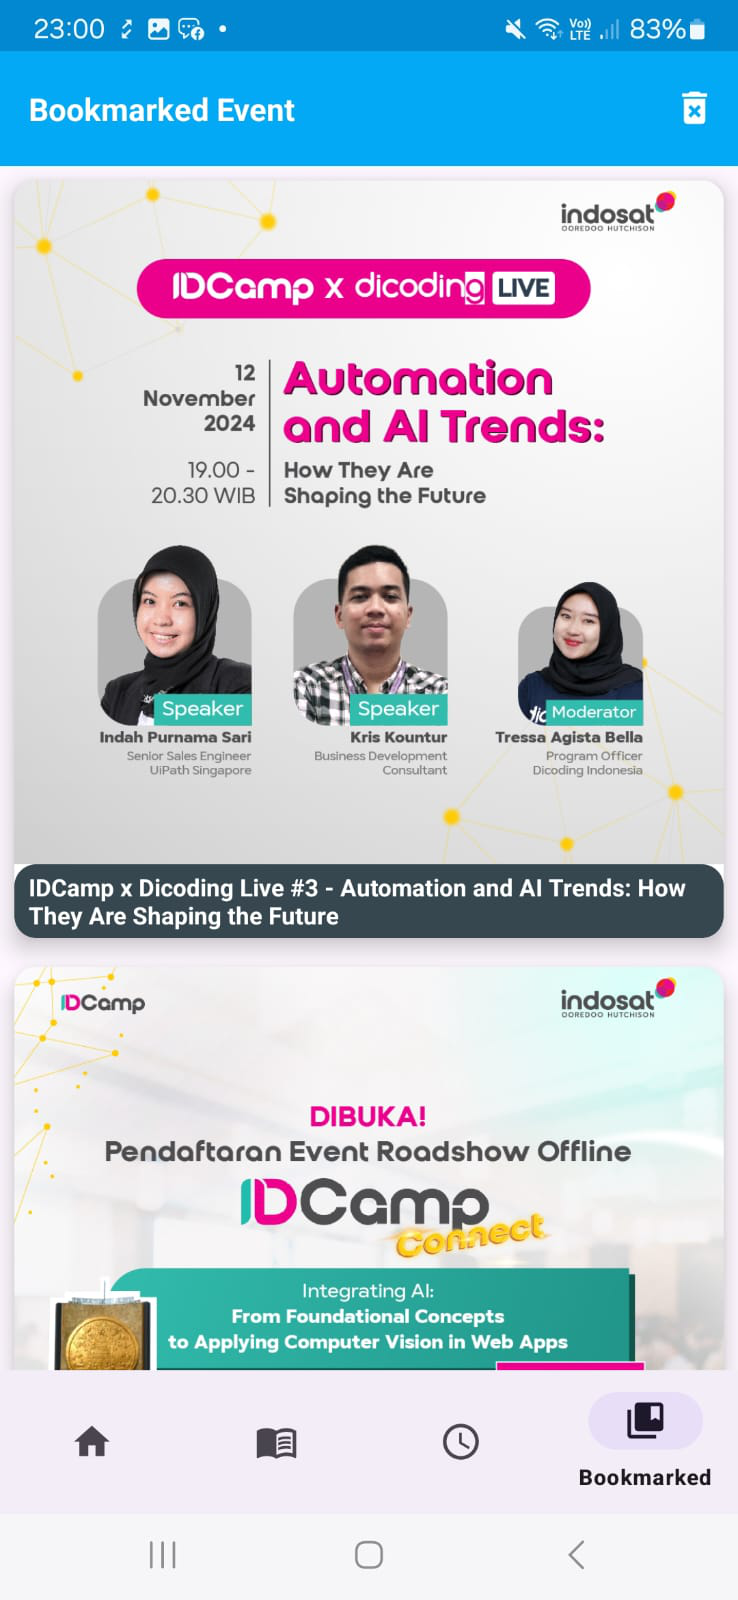 23:00
Vo))
LTE
83%
Bookmarked Event
indosat
OOREDOO HUTCHISON
IDCamp x dicoding LIVE
12
November
2024
Automation
and AI Trends:
19.00 -
20.30 WIB
How They Are
Shaping the Future
Speaker
Speaker
Moderator
Indah Purnama Sari
Senior Sales Engineer
UiPath Singapore
Kris Kountur
Business Development
Consultant
Tressa Agista Bella
Program Officer
Dicoding Indonesia
IDCamp x Dicoding Live #3 - Automation and AI Trends: How
They Are Shaping the Future
IDCamp
indosat
OOREDOO HUTCHISON
DIBUKA!
Pendaftaran Event Roadshow Offline
IDCamp
Connect
Integrating AI:
From Foundational Concepts
to Applying Computer Vision in Web Apps
Bookmarked